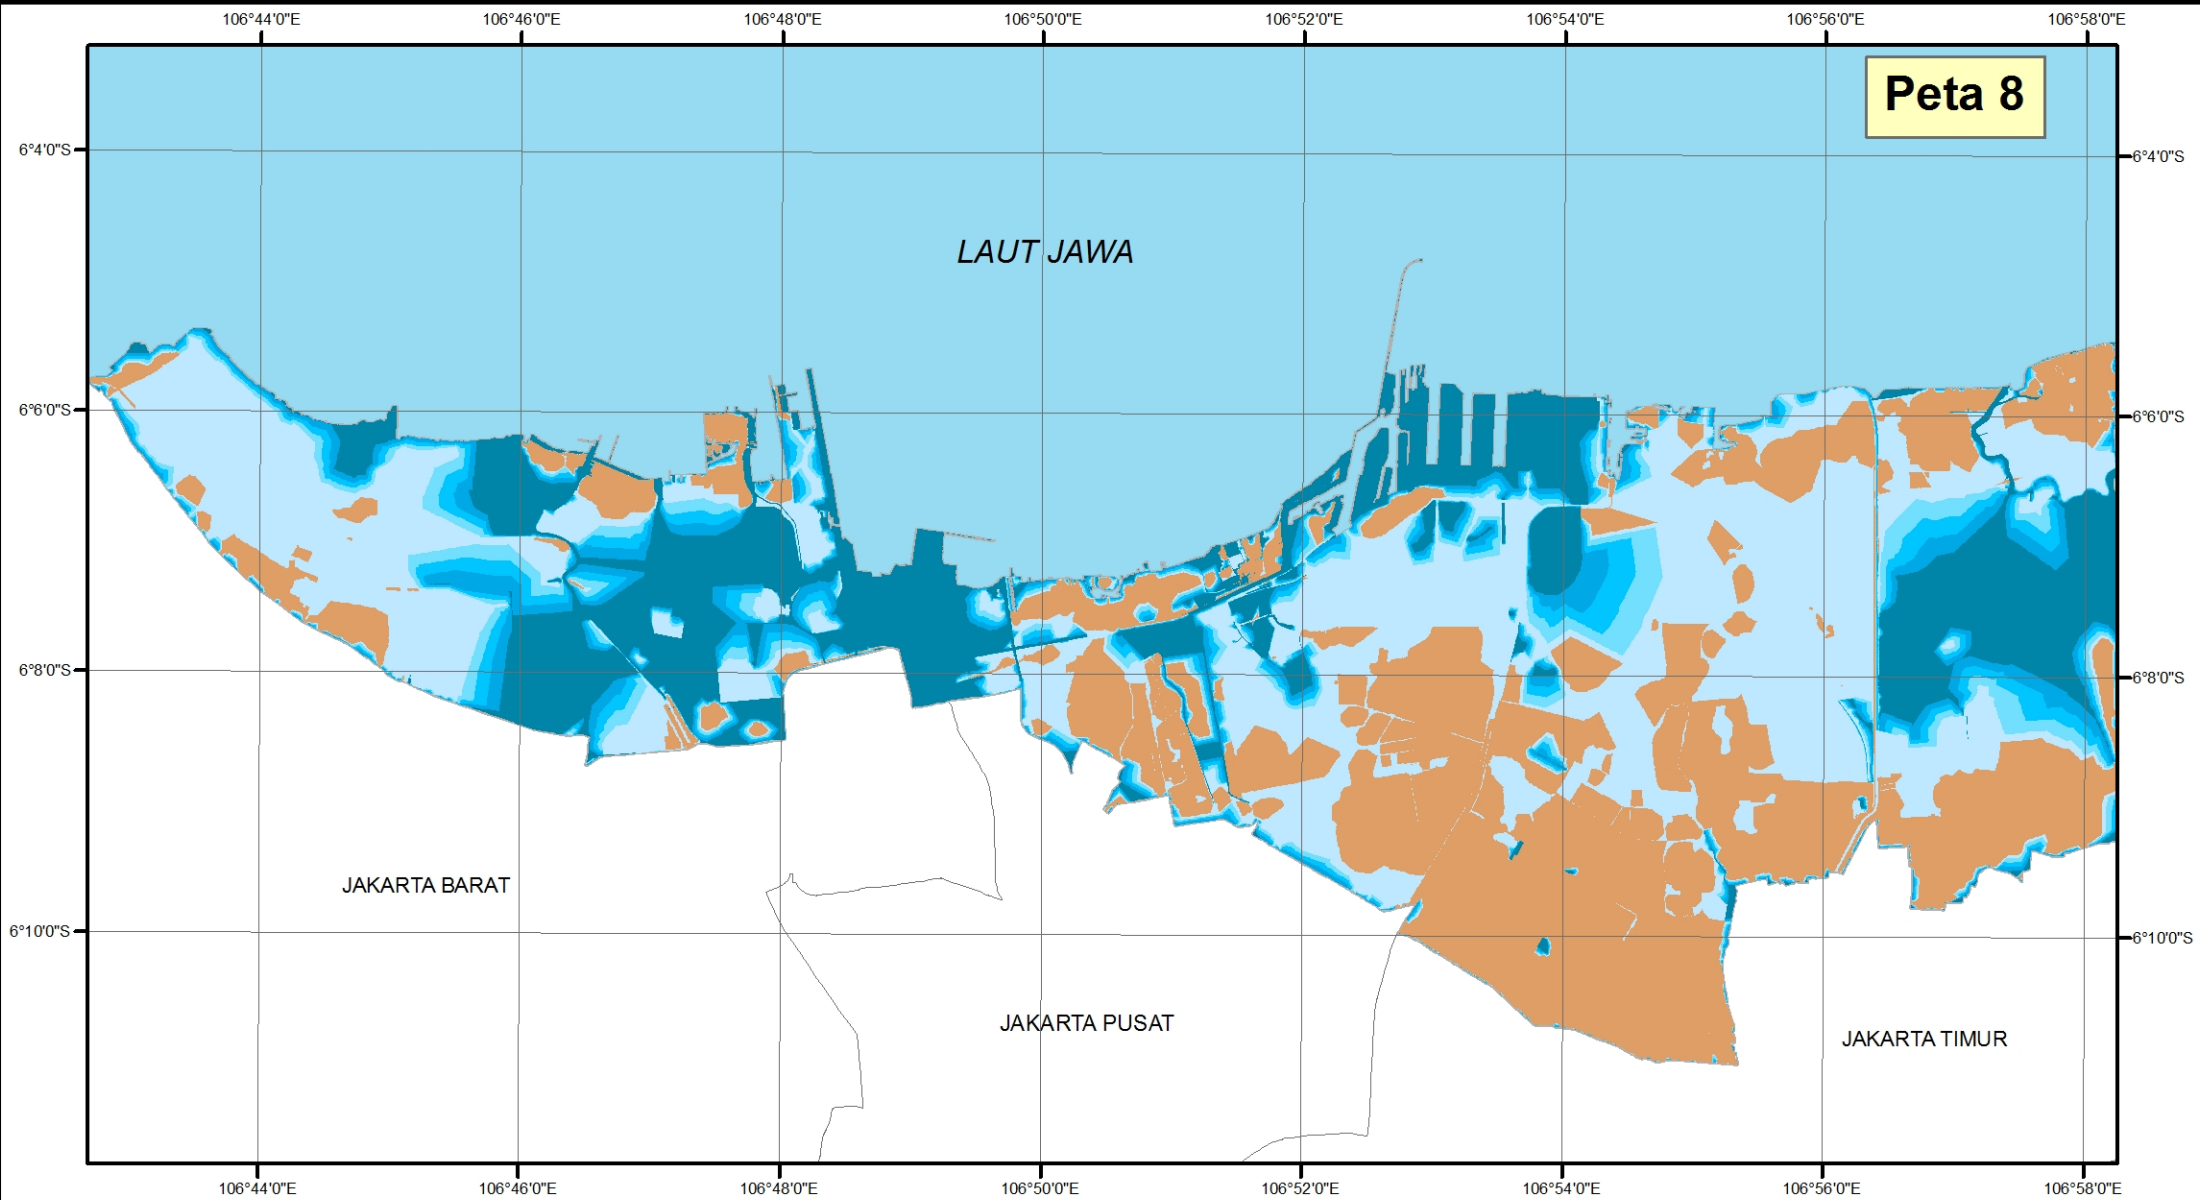 106°44'0"E 106°46'0"E 106°48'0"E 106°50'0"E 106°52'0"E 106°54'0"E 106°56'0"E 106°58'0"E
Peta 8
6°4'0"S 6°4'0"S
LAUT JAWA
6°6'0"S 6°6'0"S
6°8'0"S 6°8'0"S
JAKARTA BARAT
6°10'0"S 6°10'0"S
JAKARTA PUSAT
JAKARTA TIMUR
106°44'0"E 106°46'0"E 106°48'0"E 106°50'0"E 106°52'0"E 106°54'0"E 106°56'0"E 106°58'0"E